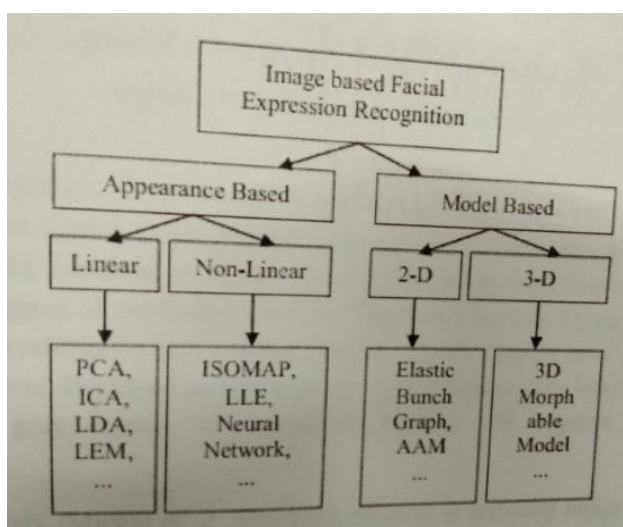 Image based Facial
Expression Recognition
Appearance Based
Model Based
Linear
Non-Linear
2-D
3-D
PCA,
ICA,
LDA,
LEM,
...
ISOMAP,
LLE,
Neural
Network,
...
Elastic
Bunch
Graph,
AAM
...
3D
Morph
able
Model
...